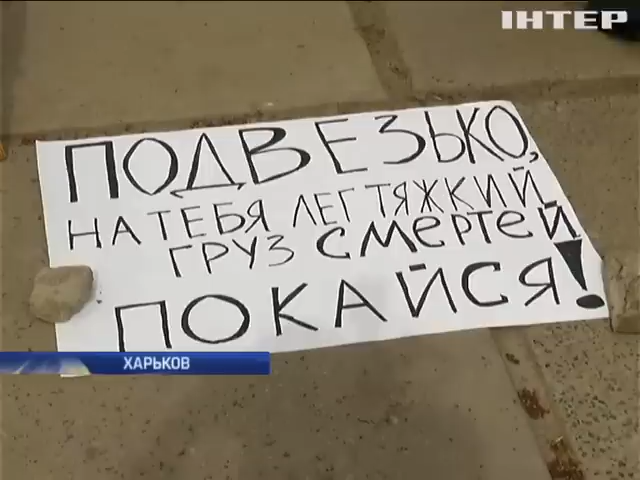 ІНТЕР
ПОДВЕЗЬКО,
НА ТЕБЯ ЛЕГ ТЯЖКИЙ
ГРУЗ СМЕРТЕЙ
ПОКАЙСЯ!
ХАРЬКОВ